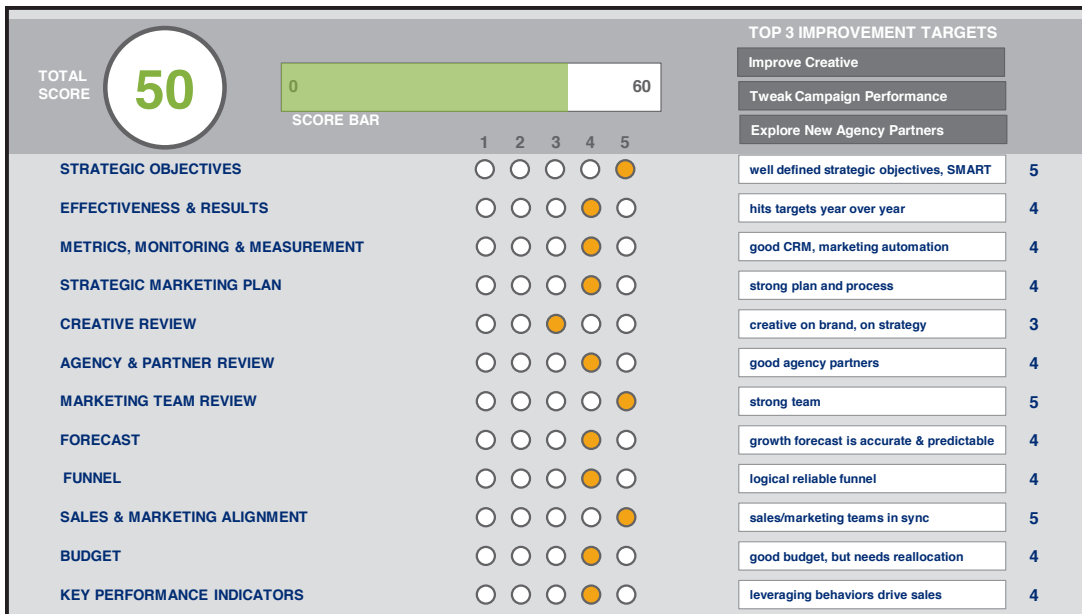 TOP 3 IMPROVEMENT TARGETS
TOTAL
SCORE
50
0
60
SCORE BAR
Improve Creative
Tweak Campaign Performance
Explore New Agency Partners
1 2 3 4 5
STRATEGIC OBJECTIVES well defined strategic objectives, SMART 5
EFFECTIVENESS & RESULTS hits targets year over year 4
METRICS, MONITORING & MEASUREMENT good CRM, marketing automation 4
STRATEGIC MARKETING PLAN strong plan and process 4
CREATIVE REVIEW creative on brand, on strategy 3
AGENCY & PARTNER REVIEW good agency partners 4
MARKETING TEAM REVIEW strong team 5
FORECAST growth forecast is accurate & predictable 4
FUNNEL logical reliable funnel 4
SALES & MARKETING ALIGNMENT sales/marketing teams in sync 5
BUDGET good budget, but needs reallocation 4
KEY PERFORMANCE INDICATORS leveraging behaviors drive sales 4